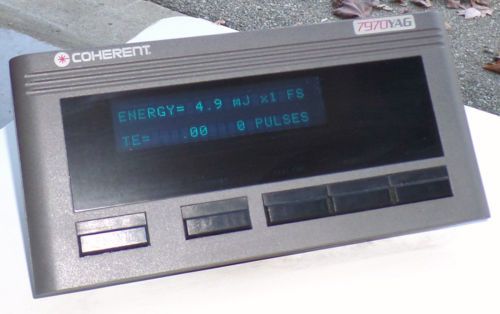 COHERENT
7970YAG
ENERGY= 4.9 mJ x1 FS
TE= .00 0 PULSES